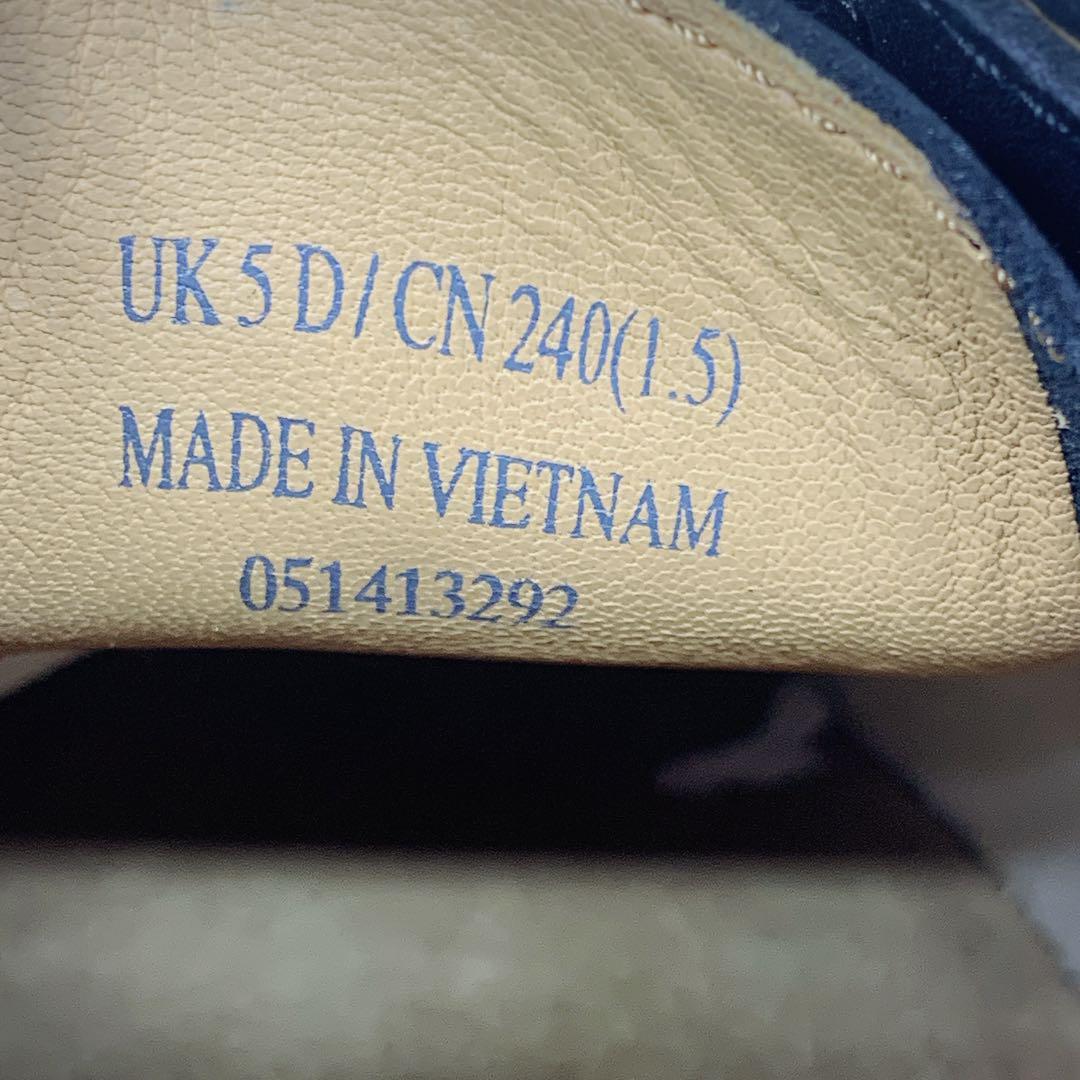 UK 5 D / CN 240(1.5)
MADE IN VIETNAM
051413292